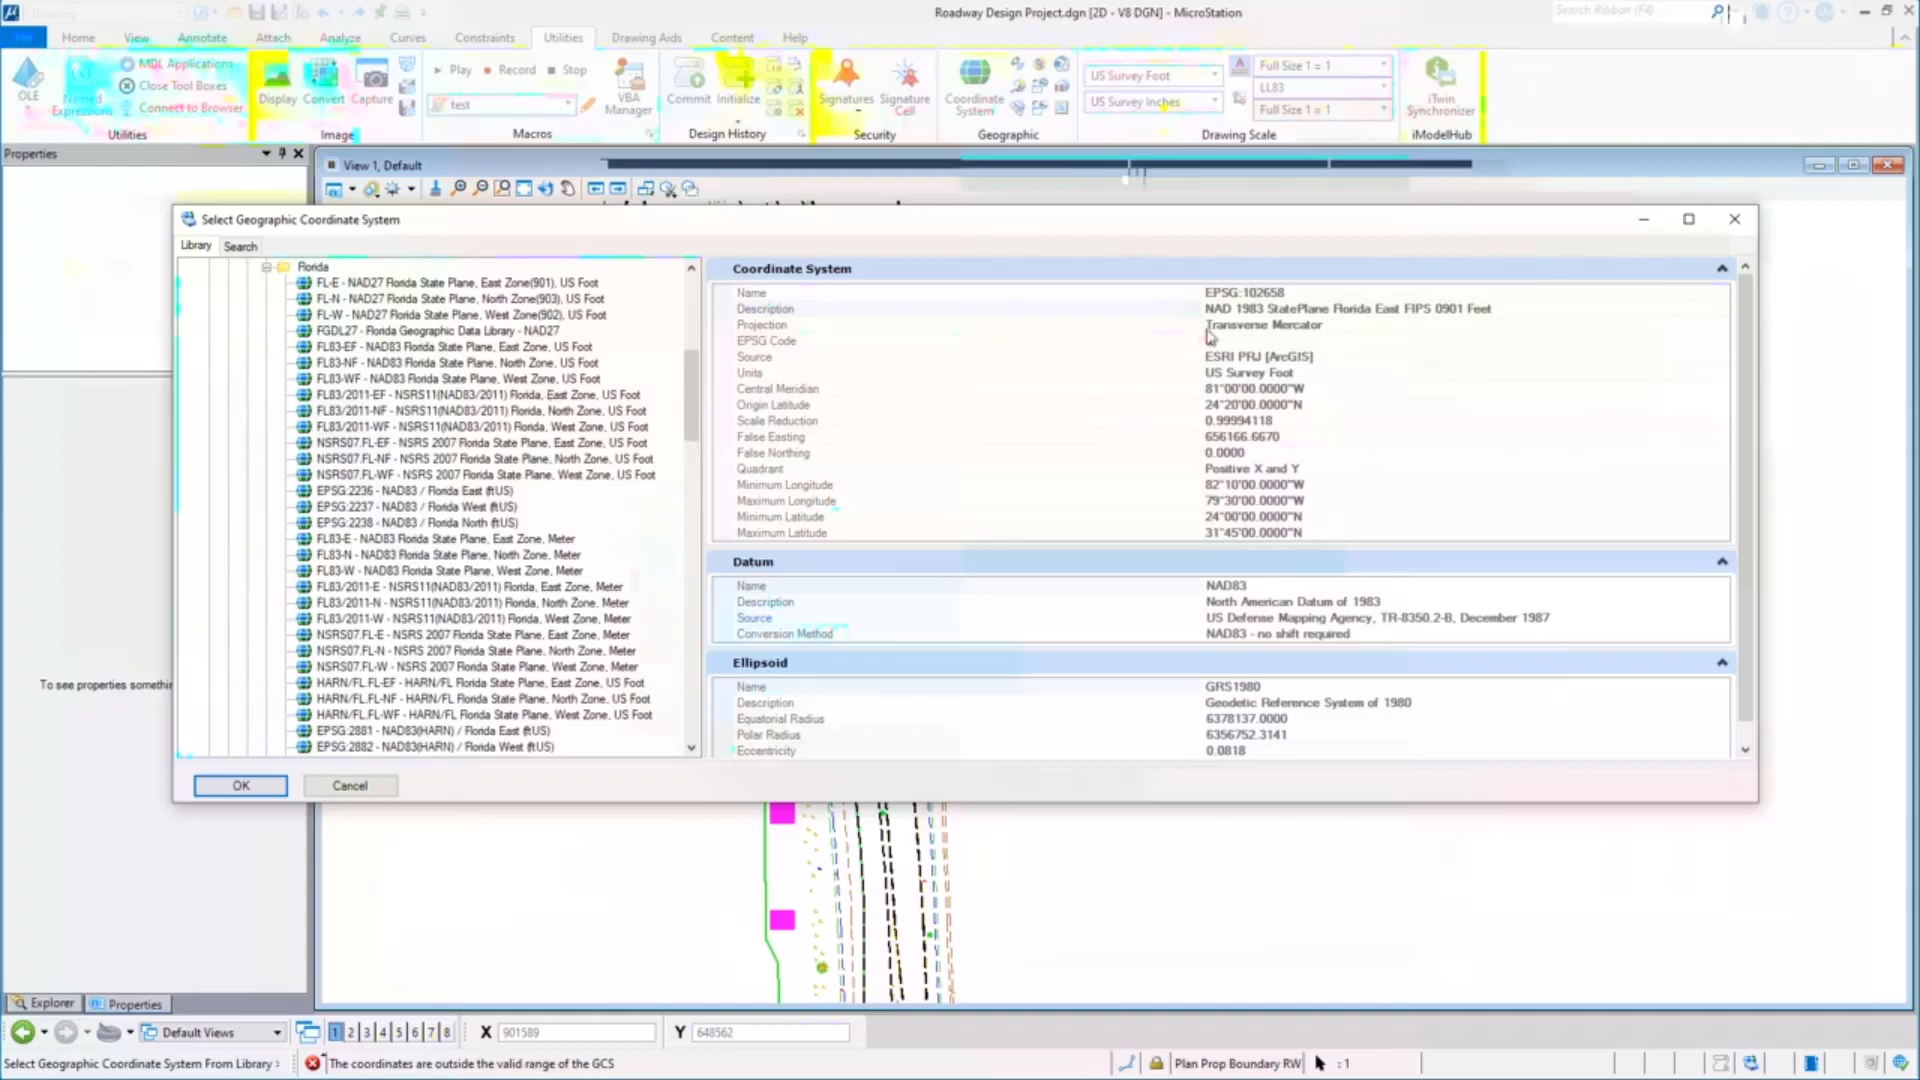 Drawing
Roadway Design Project.dgn [2D - V8 DGN] - MicroStation
Search Ribbon (F4)
File Home View Annotate Attach Analyze Curves Constraints Utilities Drawing Aids Content Help
OLE
Named Expressions
MDL Applications
Close Tool Boxes
Connect to Browser
Utilities
Display Convert Capture
Image
Play Record Stop
test
VBA Manager
Macros
Commit Initialize
Design History
Signatures Signature Cell
Security
Coordinate System
Geographic
US Survey Foot
US Survey Inches
Full Size 1 = 1
LL83
Full Size 1 = 1
Drawing Scale
iTwin Synchronizer
iModelHub
Properties
View 1, Default
Select Geographic Coordinate System
Library Search
Florida
FL-E - NAD27 Florida State Plane, East Zone(901), US Foot
FL-N - NAD27 Florida State Plane, North Zone(903), US Foot
FL-W - NAD27 Florida State Plane, West Zone(902), US Foot
FGDL27 - Florida Geographic Data Library - NAD27
FL83-EF - NAD83 Florida State Plane, East Zone, US Foot
FL83-NF - NAD83 Florida State Plane, North Zone, US Foot
FL83-WF - NAD83 Florida State Plane, West Zone, US Foot
FL83/2011-EF - NSRS11(NAD83/2011) Florida, East Zone, US Foot
FL83/2011-NF - NSRS11(NAD83/2011) Florida, North Zone, US Foot
FL83/2011-WF - NSRS11(NAD83/2011) Florida, West Zone, US Foot
NSRS07.FL-EF - NSRS 2007 Florida State Plane, East Zone, US Foot
NSRS07.FL-NF - NSRS 2007 Florida State Plane, North Zone, US Foot
NSRS07.FL-WF - NSRS 2007 Florida State Plane, West Zone, US Foot
EPSG:2236 - NAD83 / Florida East (ftUS)
EPSG:2237 - NAD83 / Florida West (ftUS)
EPSG:2238 - NAD83 / Florida North (ftUS)
FL83-E - NAD83 Florida State Plane, East Zone, Meter
FL83-N - NAD83 Florida State Plane, North Zone, Meter
FL83-W - NAD83 Florida State Plane, West Zone, Meter
FL83/2011-E - NSRS11(NAD83/2011) Florida, East Zone, Meter
FL83/2011-N - NSRS11(NAD83/2011) Florida, North Zone, Meter
FL83/2011-W - NSRS11(NAD83/2011) Florida, West Zone, Meter
NSRS07.FL-E - NSRS 2007 Florida State Plane, East Zone, Meter
NSRS07.FL-N - NSRS 2007 Florida State Plane, North Zone, Meter
NSRS07.FL-W - NSRS 2007 Florida State Plane, West Zone, Meter
HARN/FL.FL-EF - HARN/FL Florida State Plane, East Zone, US Foot
HARN/FL.FL-NF - HARN/FL Florida State Plane, North Zone, US Foot
HARN/FL.FL-WF - HARN/FL Florida State Plane, West Zone, US Foot
EPSG:2881 - NAD83(HARN) / Florida East (ftUS)
EPSG:2882 - NAD83(HARN) / Florida West (ftUS)
Coordinate System
Name EPSG:102658
Description NAD 1983 StatePlane Florida East FIPS 0901 Feet
Projection Transverse Mercator
EPSG Code
Source ESRI PRJ [ArcGIS]
Units US Survey Foot
Central Meridian 81°00'00.0000"W
Origin Latitude 24°20'00.0000"N
Scale Reduction 0.99994118
False Easting 656166.6670
False Northing 0.0000
Quadrant Positive X and Y
Minimum Longitude 82°10'00.0000"W
Maximum Longitude 79°30'00.0000"W
Minimum Latitude 24°00'00.0000"N
Maximum Latitude 31°45'00.0000"N
Datum
Name NAD83
Description North American Datum of 1983
Source US Defense Mapping Agency, TR-8350.2-B, December 1987
Conversion Method NAD83 - no shift required
Ellipsoid
Name GRS1980
Description Geodetic Reference System of 1980
Equatorial Radius 6378137.0000
Polar Radius 6356752.3141
Eccentricity 0.0818
OK Cancel
To see properties somethin
Explorer Properties
Default Views 1 2 3 4 5 6 7 8 X 901589 Y 648562
Select Geographic Coordinate System From Library > The coordinates are outside the valid range of the GCS Plan Prop Boundary RW : 1